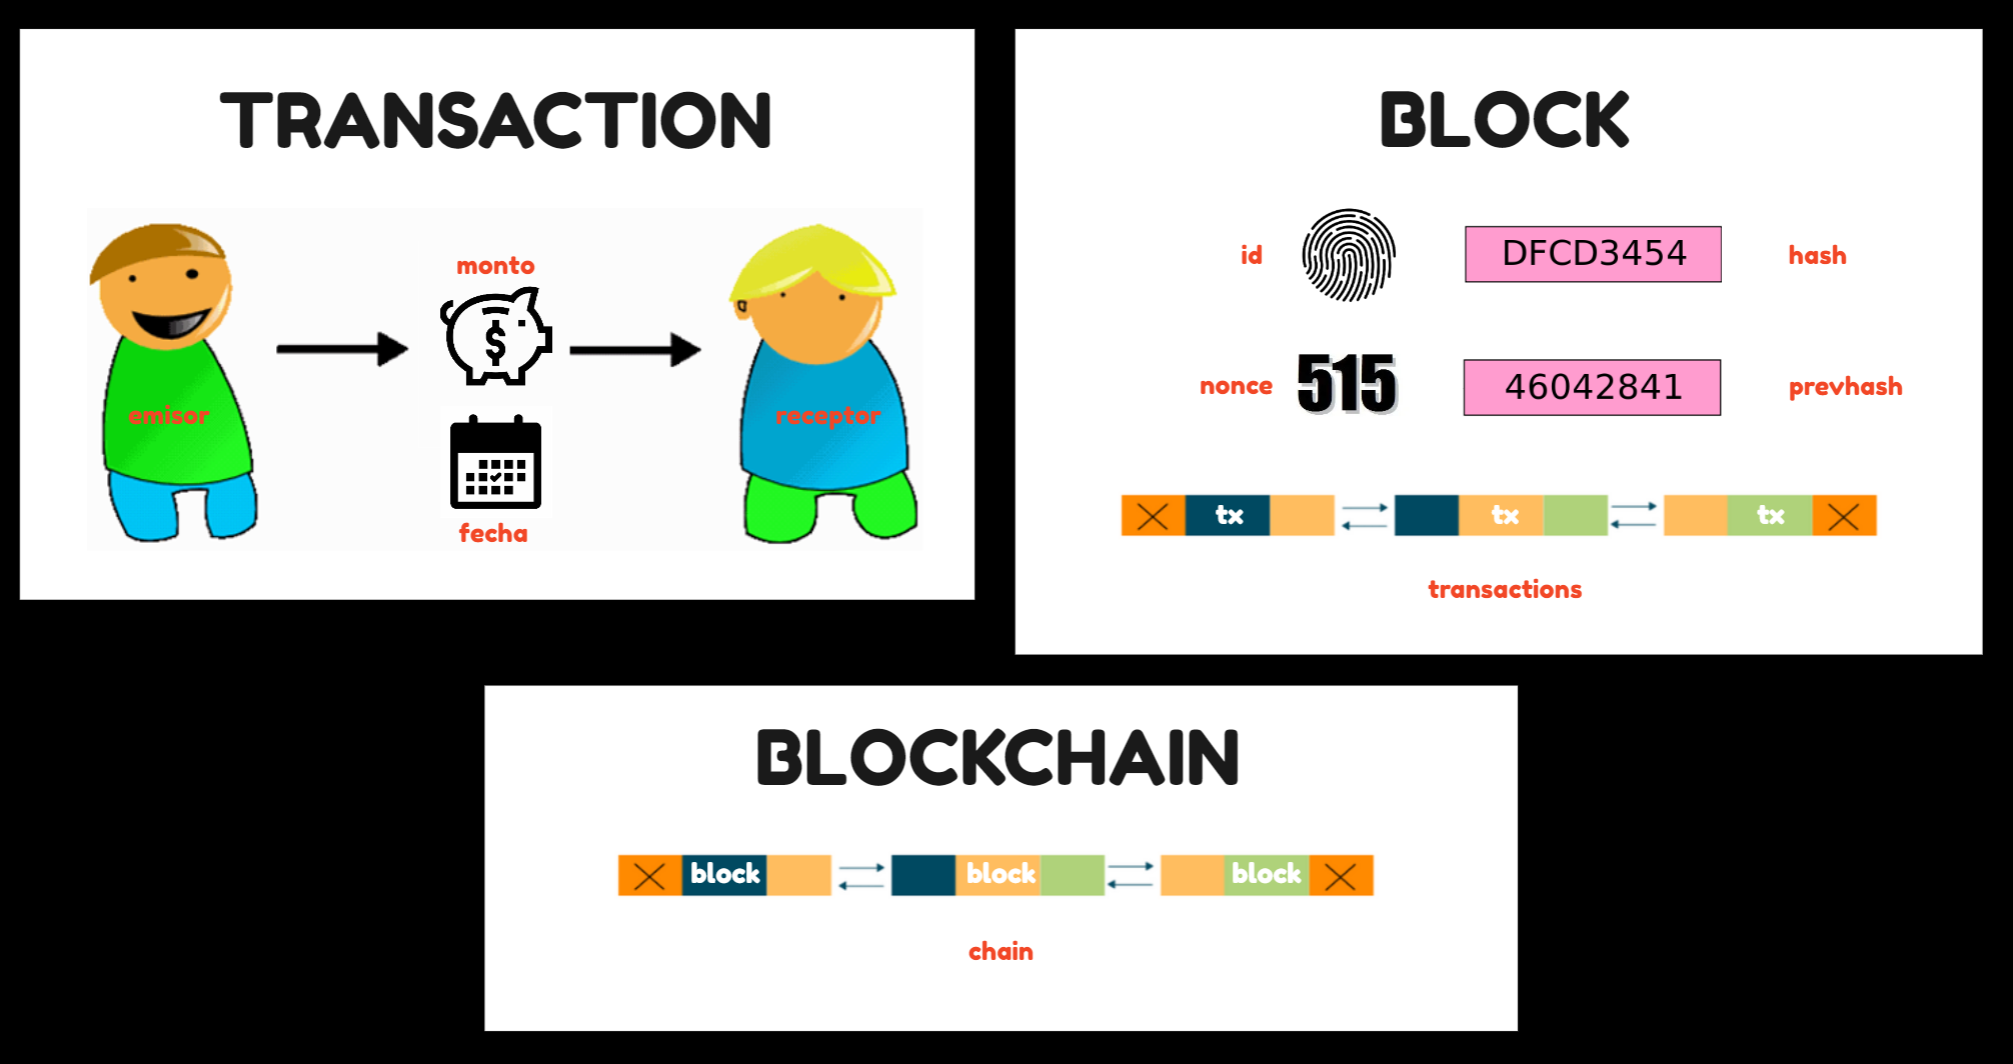 TRANSACTION
monto
emisor
receptor
fecha
BLOCK
id
DFCD3454
hash
nonce
515
46042841
prevhash
tx
tx
tx
transactions
BLOCKCHAIN
block
block
block
chain